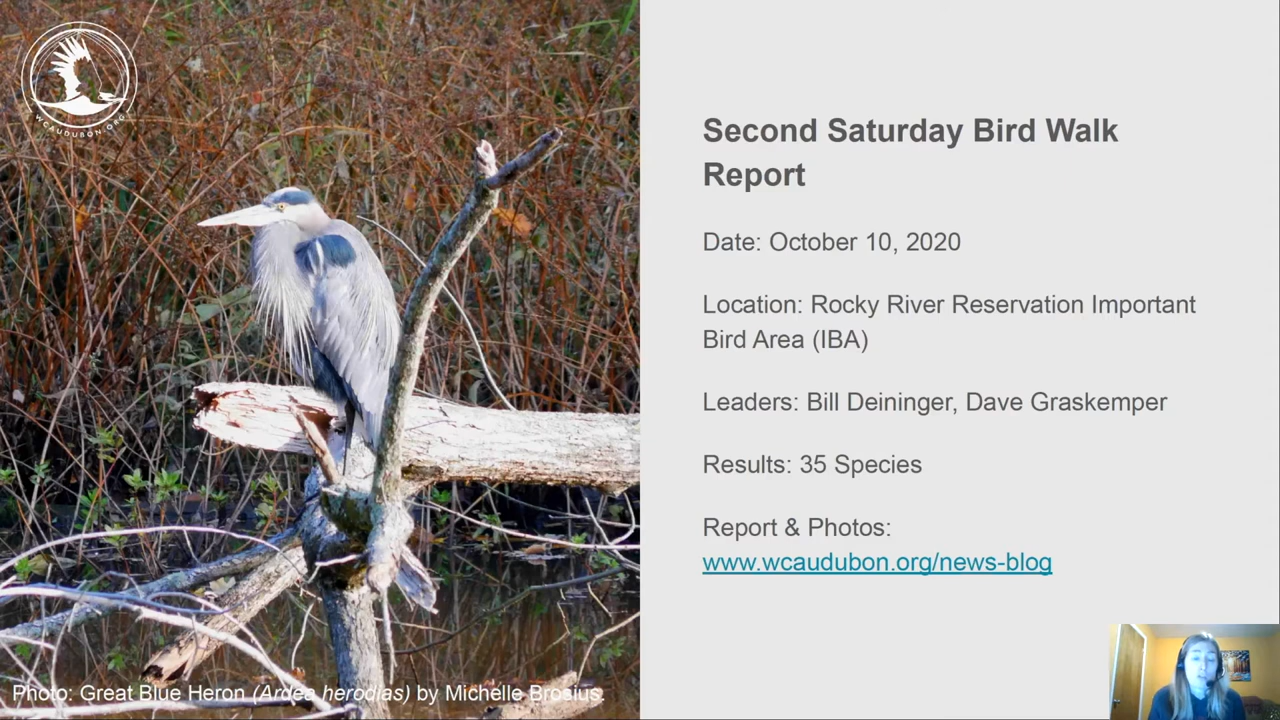 WCAUDUBON.ORG
Second Saturday Bird Walk
Report
Date: October 10, 2020
Location: Rocky River Reservation Important
Bird Area (IBA)
Leaders: Bill Deininger, Dave Graskemper
Results: 35 Species
Report & Photos:
www.wcaudubon.org/news-blog
Photo: Great Blue Heron (Ardea herodias) by Michelle Brosius.